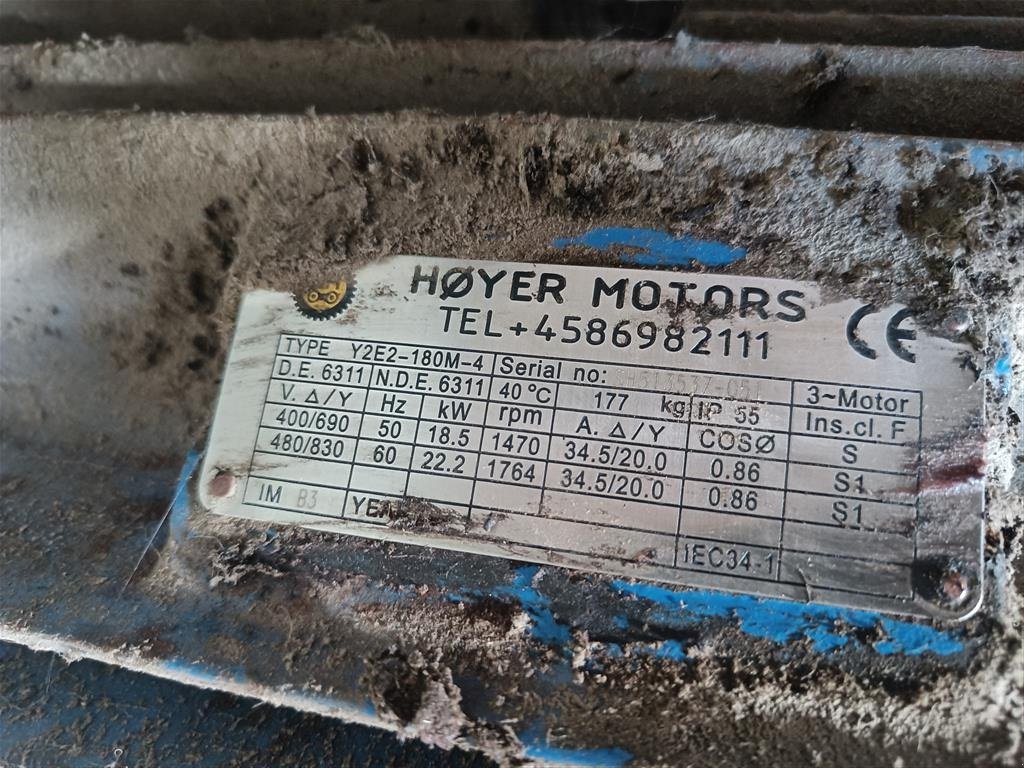 HØYER MOTORS
TEL+4586982111
CE
TYPE Y2E2-180M-4 Serial no: 3~Motor
D.E. 6311 N.D.E. 6311 40 °C 177 kg IP 55 Ins.cl. F
V. Δ/Y Hz kW rpm A. Δ/Y COSØ S
400/690 50 18.5 1470 34.5/20.0 0.86 S1
480/830 60 22.2 1764 34.5/20.0 0.86 S1
IM B3 IEC34-1